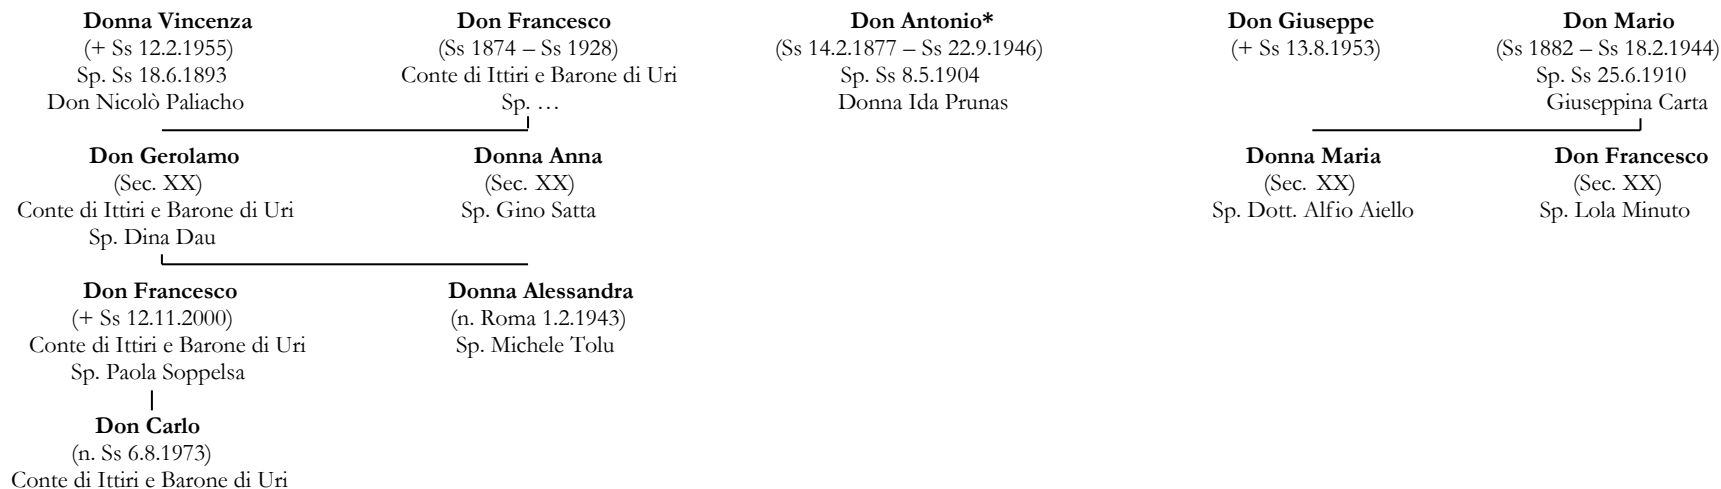 Donna Vincenza
(+ Ss 12.2.1955)
Sp. Ss 18.6.1893
Don Nicolò Paliacho
Don Francesco
(Ss 1874 – Ss 1928)
Conte di Ittiri e Barone di Uri
Sp. …
Don Antonio*
(Ss 14.2.1877 – Ss 22.9.1946)
Sp. Ss 8.5.1904
Donna Ida Prunas
Don Giuseppe
(+ Ss 13.8.1953)
Don Mario
(Ss 1882 – Ss 18.2.1944)
Sp. Ss 25.6.1910
Giuseppina Carta
Don Gerolamo
(Sec. XX)
Conte di Ittiri e Barone di Uri
Sp. Dina Dau
Donna Anna
(Sec. XX)
Sp. Gino Satta
Donna Maria
(Sec. XX)
Sp. Dott. Alfio Aiello
Don Francesco
(Sec. XX)
Sp. Lola Minuto
Don Francesco
(+ Ss 12.11.2000)
Conte di Ittiri e Barone di Uri
Sp. Paola Soppelsa
Donna Alessandra
(n. Roma 1.2.1943)
Sp. Michele Tolu
Don Carlo
(n. Ss 6.8.1973)
Conte di Ittiri e Barone di Uri